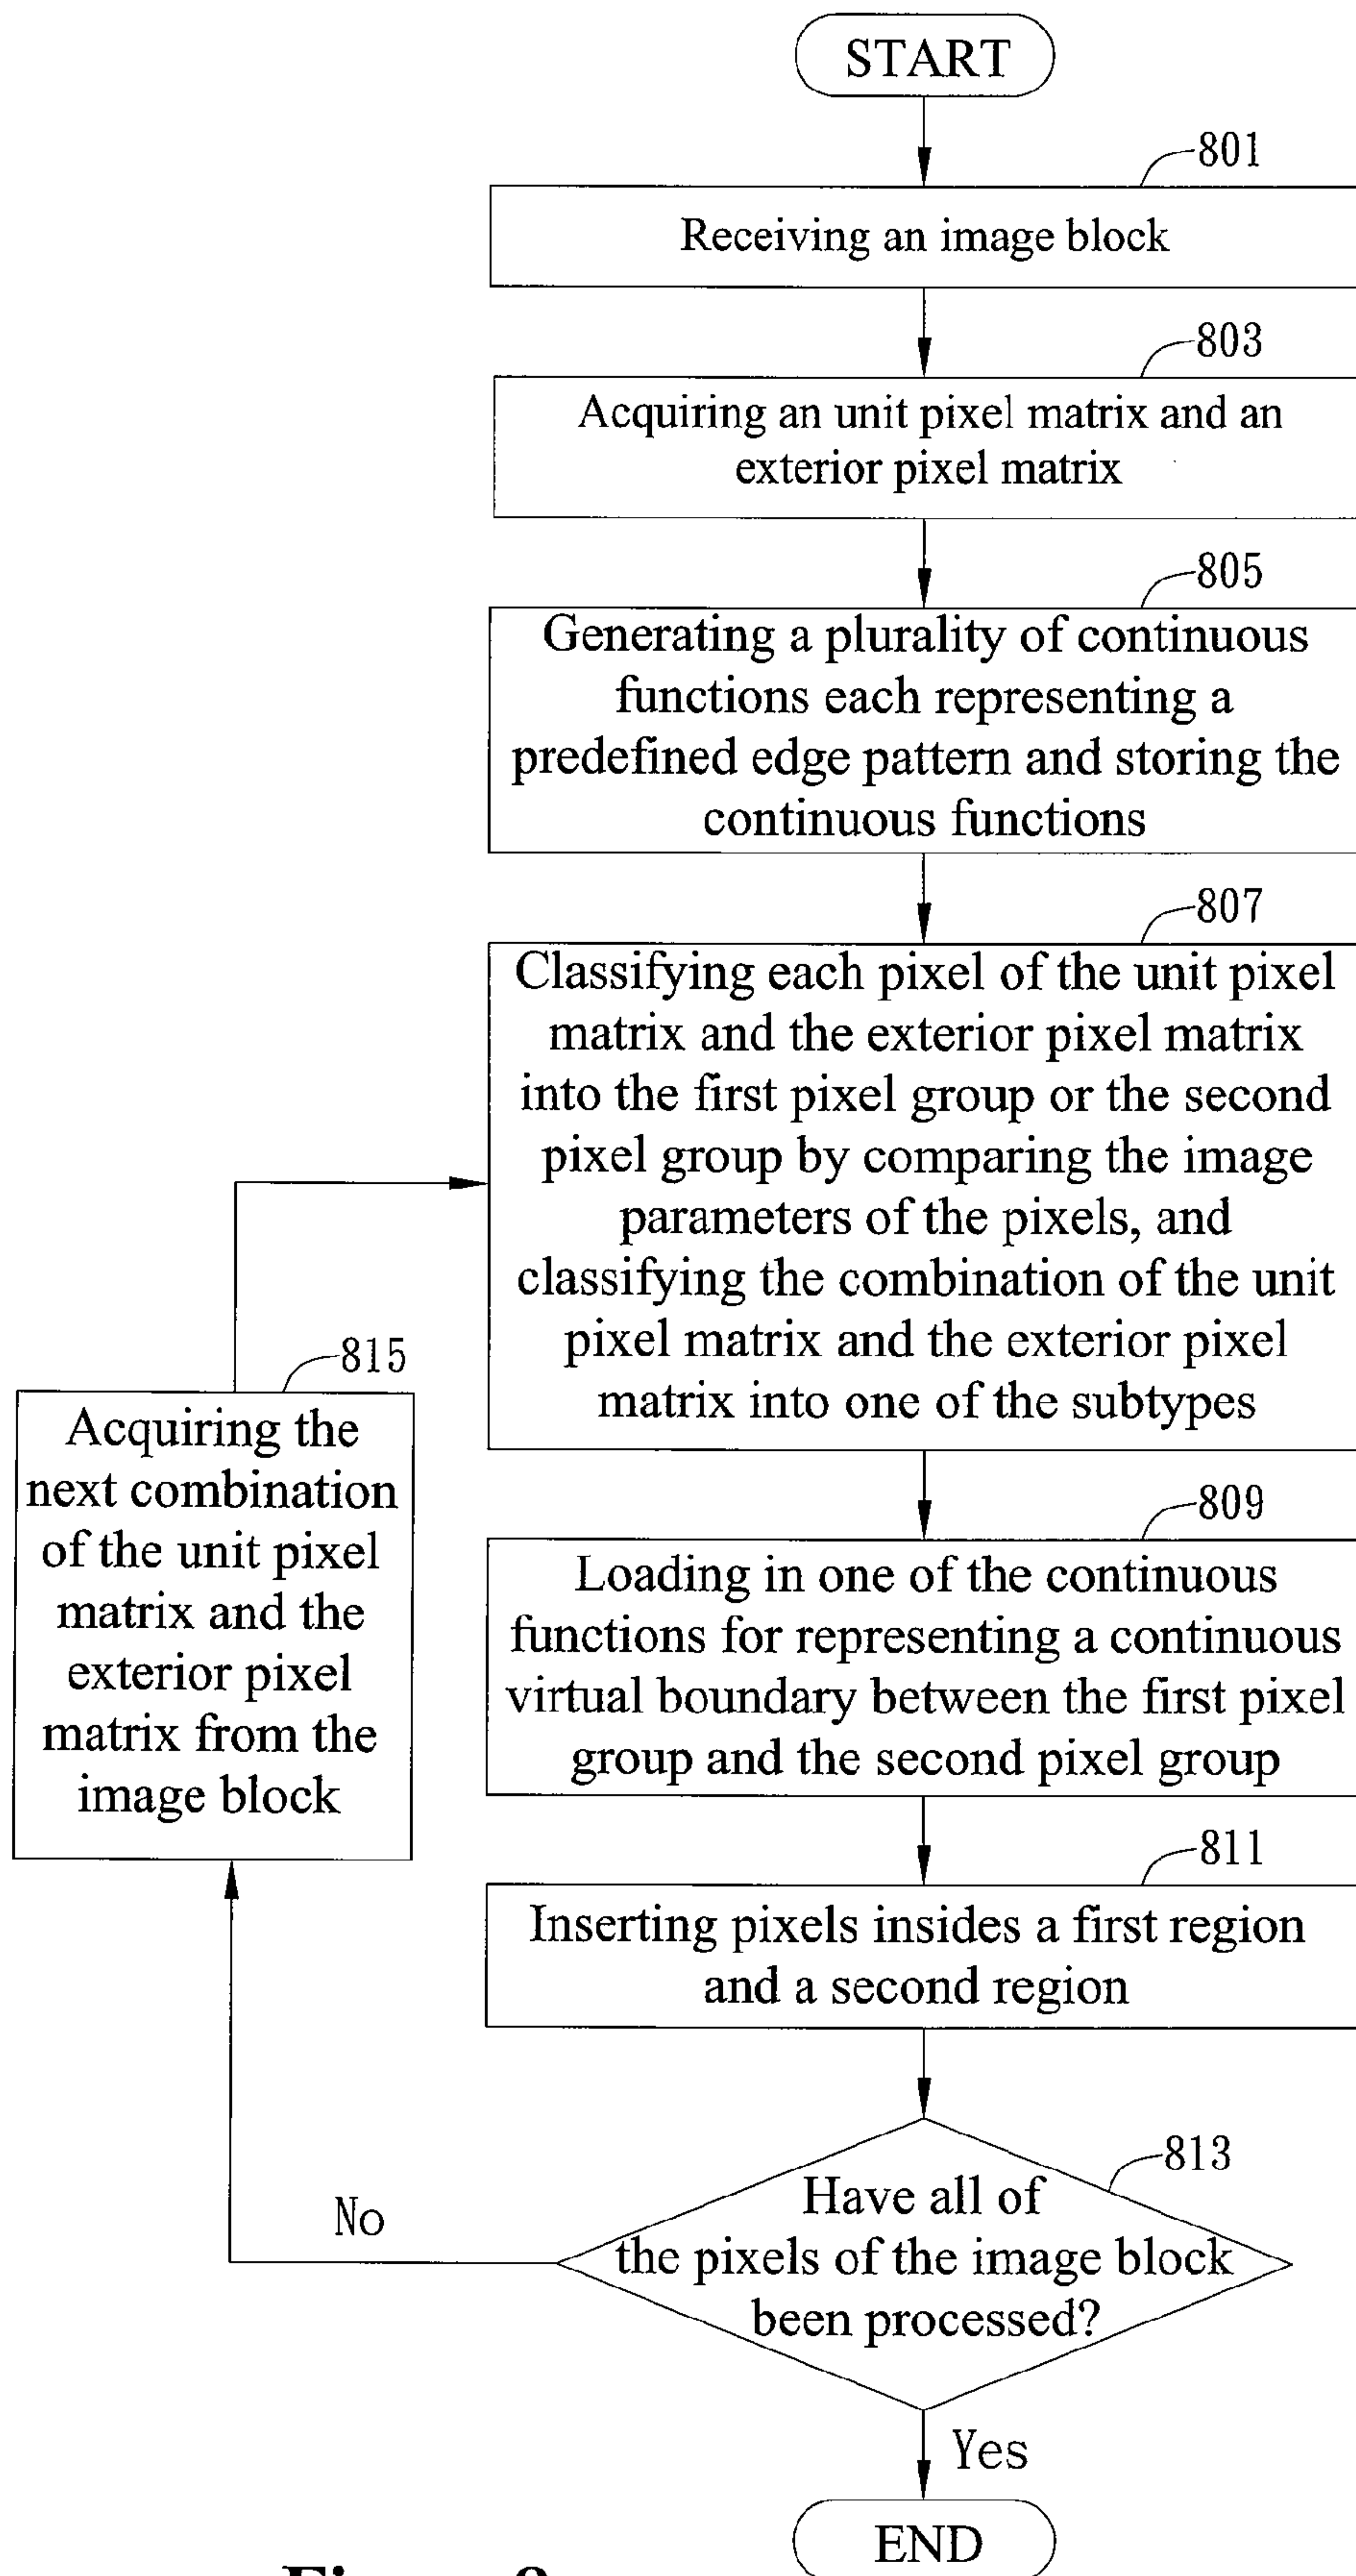 START
801
Receiving an image block
803
Acquiring an unit pixel matrix and an
exterior pixel matrix
805
Generating a plurality of continuous
functions each representing a
predefined edge pattern and storing the
continuous functions
807
Classifying each pixel of the unit pixel
matrix and the exterior pixel matrix
into the first pixel group or the second
pixel group by comparing the image
parameters of the pixels, and
classifying the combination of the unit
pixel matrix and the exterior pixel
matrix into one of the subtypes
815
Acquiring the
next combination
of the unit pixel
matrix and the
exterior pixel
matrix from the
image block
809
Loading in one of the continuous
functions for representing a continuous
virtual boundary between the first pixel
group and the second pixel group
811
Inserting pixels insides a first region
and a second region
813
Have all of
the pixels of the image block
been processed?
No
Yes
END